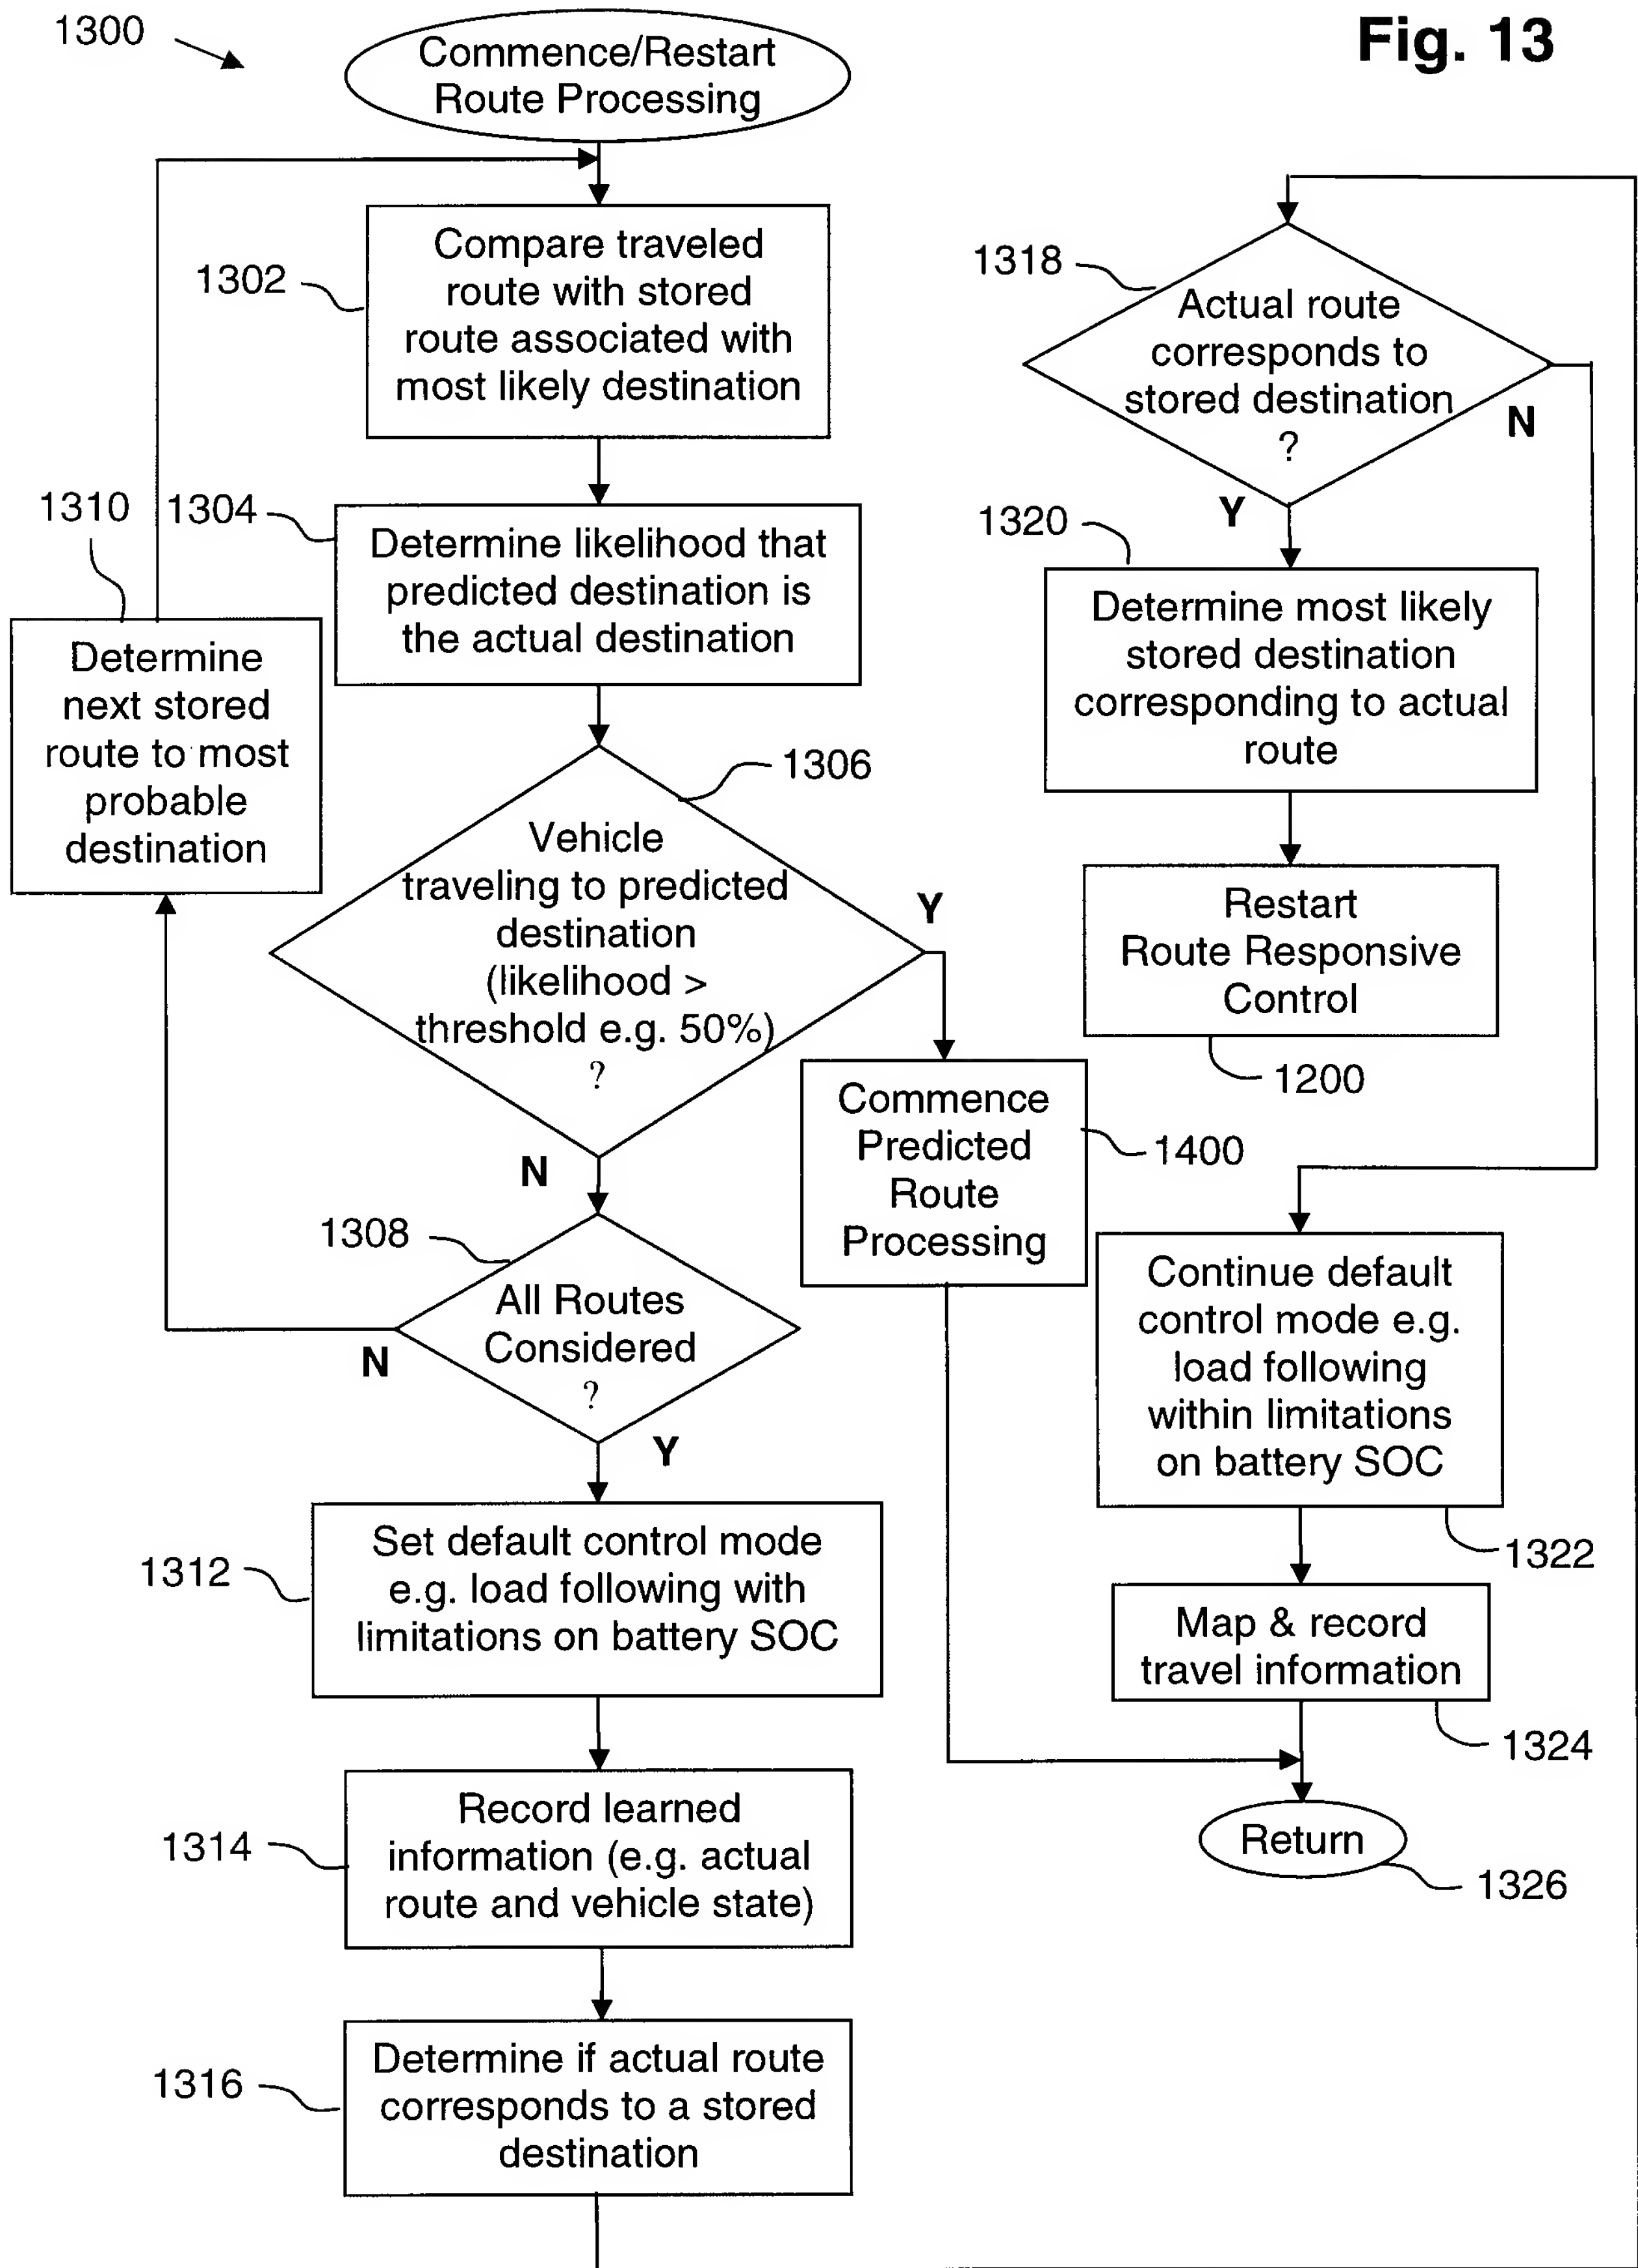 1300
Commence/Restart
Route Processing
Fig. 13
1302
Compare traveled
route with stored
route associated with
most likely destination
1304
Determine likelihood that
predicted destination is
the actual destination
1310
Determine
next stored
route to most
probable
destination
1306
Vehicle
traveling to predicted
destination
(likelihood >
threshold e.g. 50%)
?
Y
N
1308
All Routes
Considered
?
N
Y
1312
Set default control mode
e.g. load following with
limitations on battery SOC
1314
Record learned
information (e.g. actual
route and vehicle state)
1316
Determine if actual route
corresponds to a stored
destination
Commence
Predicted
Route
Processing
1400
1318
Actual route
corresponds to
stored destination
?
N
Y
1320
Determine most likely
stored destination
corresponding to actual
route
Restart
Route Responsive
Control
1200
Continue default
control mode e.g.
load following
within limitations
on battery SOC
1322
Map & record
travel information
1324
Return
1326